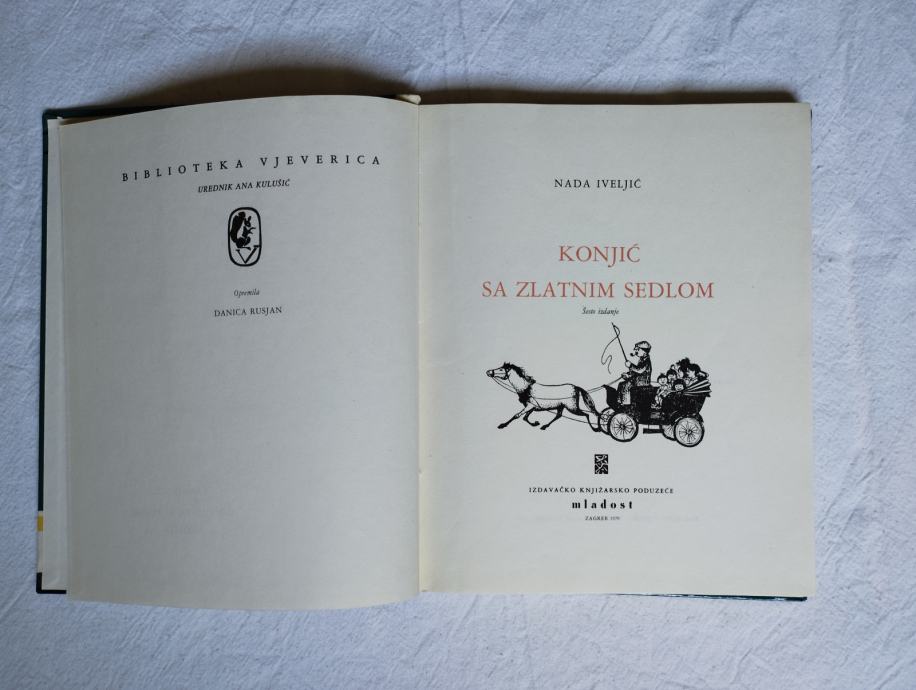 BIBLIOTEKA VJEVERICA
UREDNIK ANA KULUŠIĆ
V
Opremila
DANICA RUSJAN
NADA IVELJIĆ
KONJIĆ
SA ZLATNIM SEDLOM
Šesto izdanje
IZDAVAČKO KNJIŽARSKO PODUZEĆE
mladost
ZAGREB